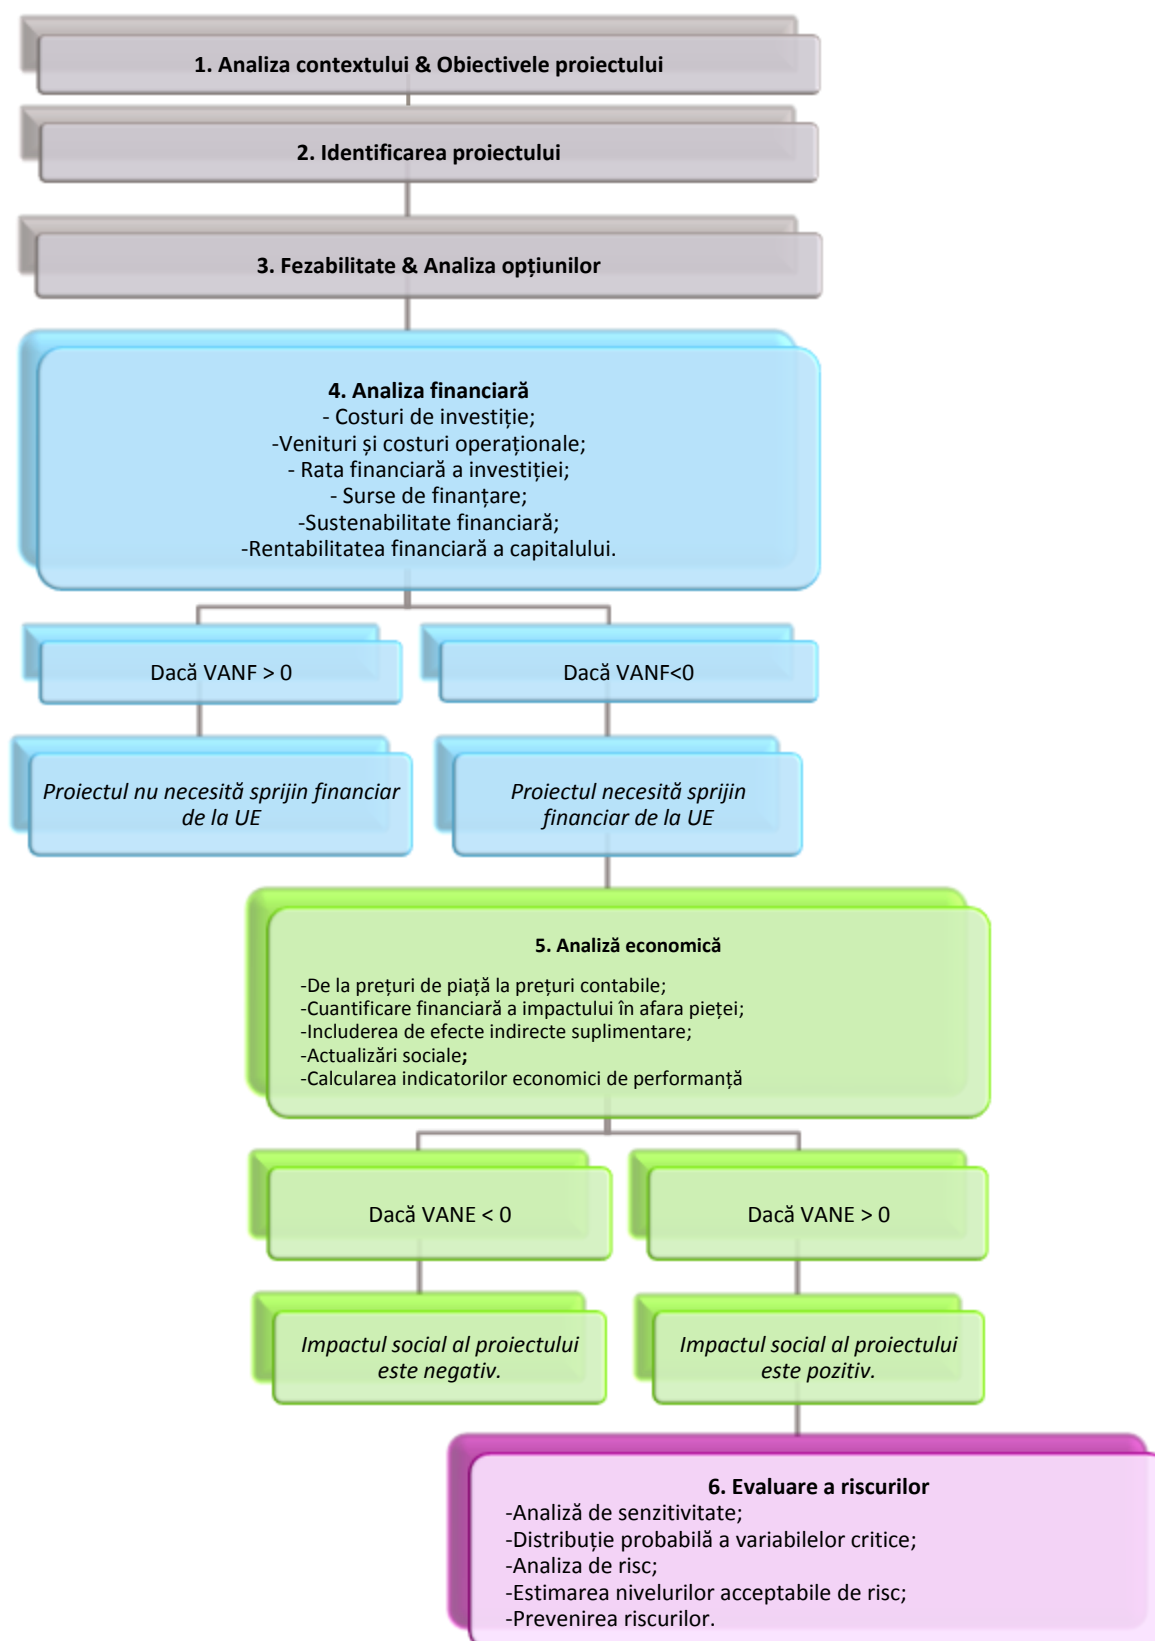 1. Analiza contextului & Obiectivele proiectului
2. Identificarea proiectului
3. Fezabilitate & Analiza opțiunilor
4. Analiza financiară
- Costuri de investiție;
-Venituri și costuri operaționale;
- Rata financiară a investiției;
- Surse de finanțare;
-Sustenabilitate financiară;
-Rentabilitatea financiară a capitalului.
Dacă VANF > 0
Dacă VANF<0
Proiectul nu necesită sprijin financiar
de la UE
Proiectul necesită sprijin
financiar de la UE
5. Analiză economică
-De la prețuri de piață la prețuri contabile;
-Cuantificare financiară a impactului în afara pieței;
-Includerea de efecte indirecte suplimentare;
-Actualizări sociale;
-Calcularea indicatorilor economici de performanță
Dacă VANE < 0
Dacă VANE > 0
Impactul social al proiectului
este negativ.
Impactul social al proiectului
este pozitiv.
6. Evaluare a riscurilor
-Analiză de senzitivitate;
-Distribuție probabilă a variabilelor critice;
-Analiza de risc;
-Estimarea nivelurilor acceptabile de risc;
-Prevenirea riscurilor.